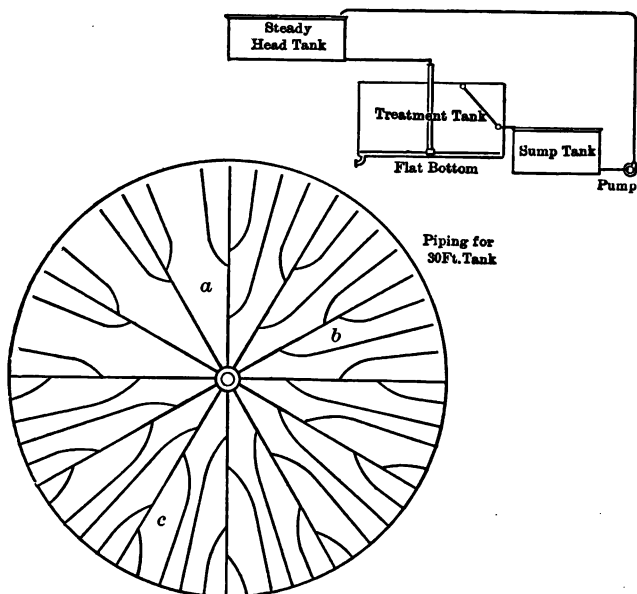 Steady
Head Tank
Treatment Tank
Sump Tank
Flat Bottom
Pump
Piping for
30Ft. Tank
a
b
c